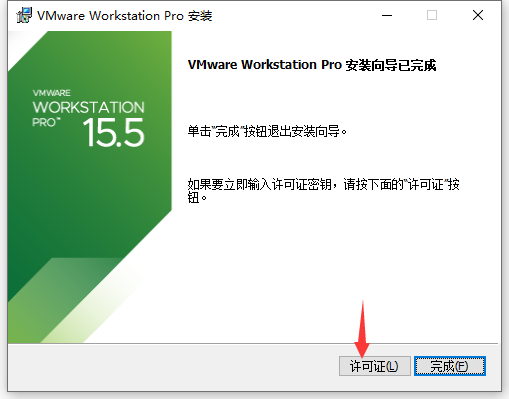 VMware Workstation Pro 安装
VMware Workstation Pro 安装向导已完成
VMWARE
WORKSTATION
PRO™
15.5
单击"完成"按钮退出安装向导。
如果要立即输入许可证密钥，请按下面的"许可证"按
钮。
许可证(L)
完成(F)